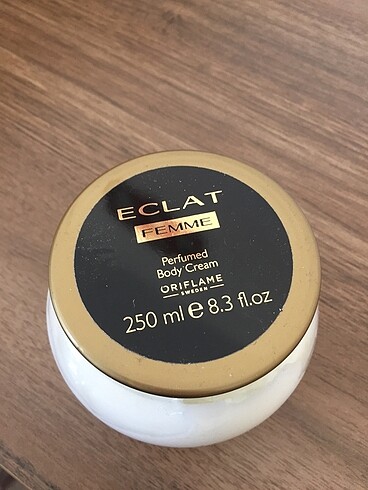 ECLAT
FEMME
Perfumed
Body Cream
ORIFLAME
SWEDEN
250 ml e 8.3 fl.oz